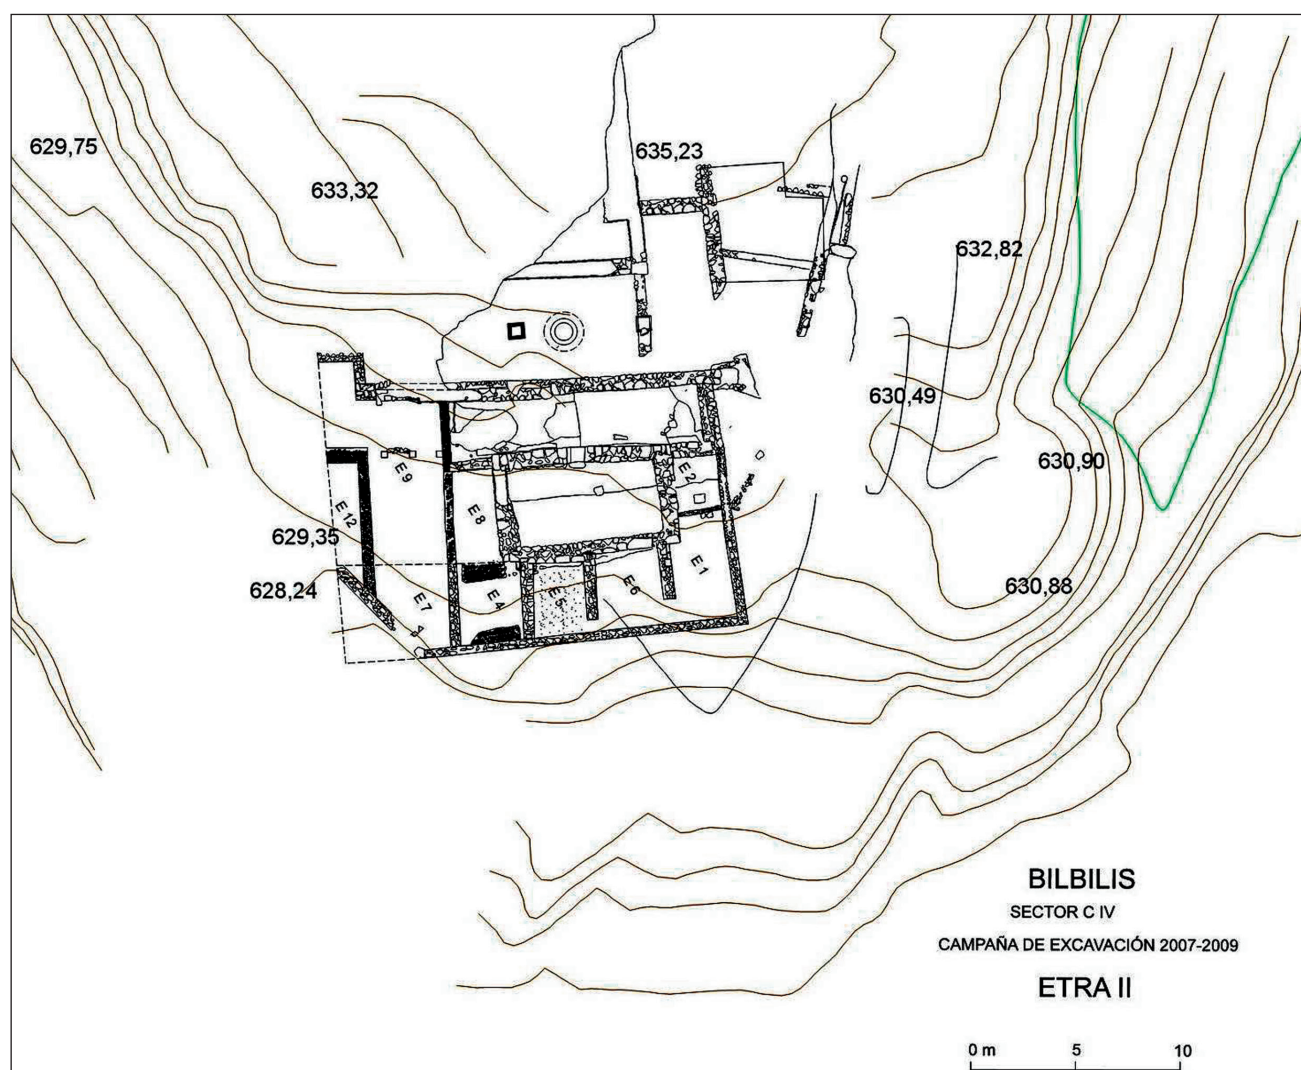 629,75
635,23
633,32
632,82
630,49
630,90
E 2
E 9
E 12
E 8
629,35
E 1
628,24
E 7
E 4
E 5
E 6
630,88
BILBILIS
SECTOR C IV
CAMPAÑA DE EXCAVACIÓN 2007-2009
ETRA II
0 m 5 10